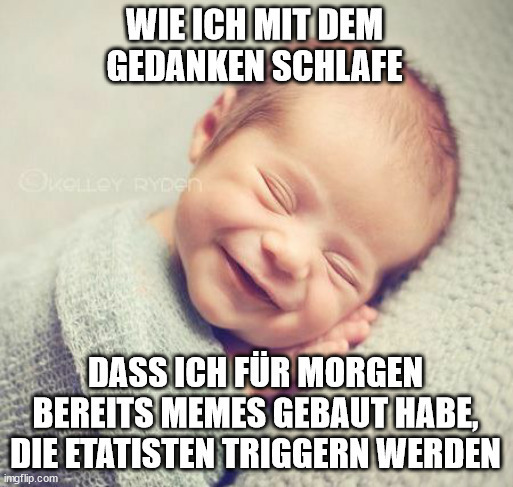 WIE ICH MIT DEM
GEDANKEN SCHLAFE
©KELLEY RYDEN
DASS ICH FÜR MORGEN
BEREITS MEMES GEBAUT HABE,
DIE ETATISTEN TRIGGERN WERDEN
imgflip.com